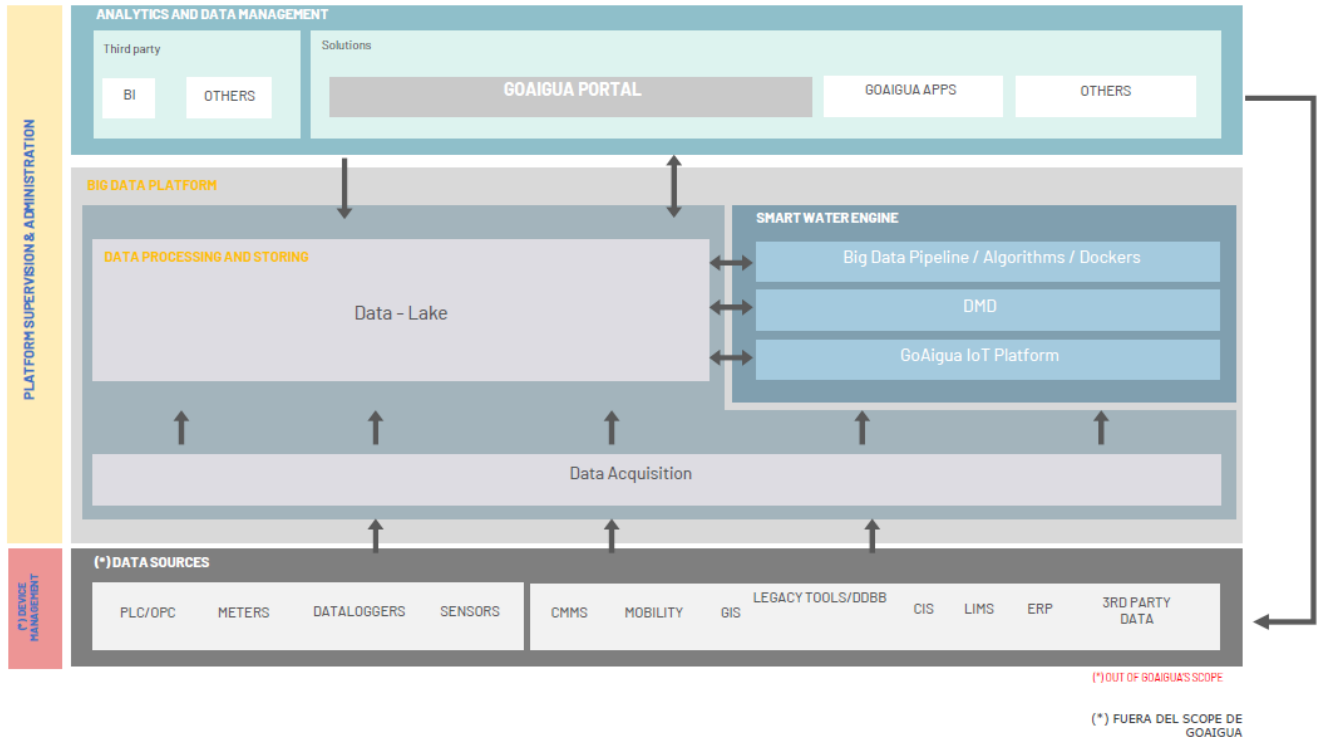 ANALYTICS AND DATA MANAGEMENT
Third party
BI
OTHERS
Solutions
GOAIGUA PORTAL
GOAIGUA APPS
OTHERS
PLATFORM SUPERVISION & ADMINISTRATION
BIG DATA PLATFORM
DATA PROCESSING AND STORING
Data - Lake
SMART WATER ENGINE
Big Data Pipeline / Algorithms / Dockers
DMD
GoAigua IoT Platform
Data Acquisition
(*) DEVICE
MANAGEMENT
(*) DATA SOURCES
PLC/OPC
METERS
DATALOGGERS
SENSORS
CMMS
MOBILITY
GIS
LEGACY TOOLS/DDBB
CIS
LIMS
ERP
3RD PARTY
DATA
(*) OUT OF GOAIGUA'S SCOPE
(*) FUERA DEL SCOPE DE
GOAIGUA